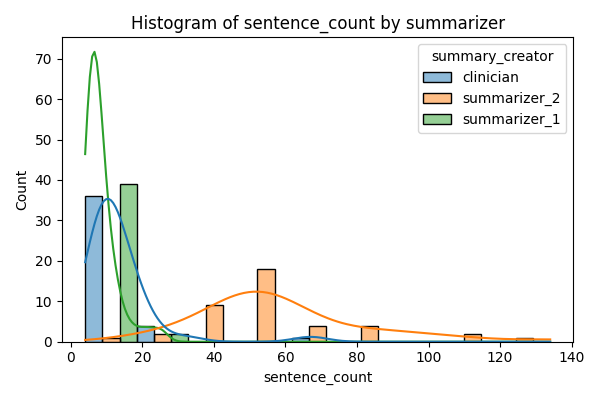 Histogram of sentence_count by summarizer
summary_creator
clinician
summarizer_2
summarizer_1
Count
70
60
50
40
30
20
10
0
0 20 40 60 80 100 120 140
sentence_count